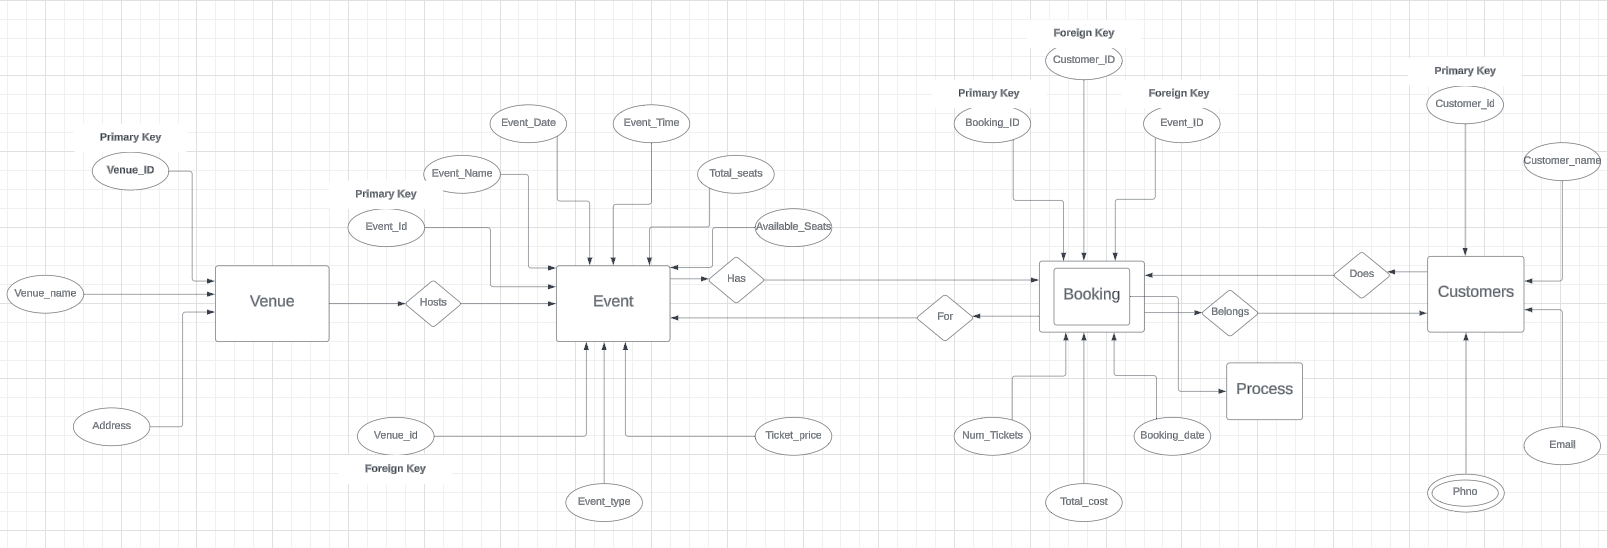 Foreign Key
Customer_ID
Primary Key
Customer_id
Primary Key
Booking_ID
Foreign Key
Event_ID
Event_Date
Event_Time
Primary Key
Venue_ID
Customer_name
Event_Name
Total_seats
Primary Key
Event_Id
Available_Seats
Has
Does
Venue_name
Venue
Hosts
Event
Booking
Customers
For
Belongs
Process
Address
Venue_id
Foreign Key
Ticket_price
Num_Tickets
Booking_date
Email
Event_type
Total_cost
Phno